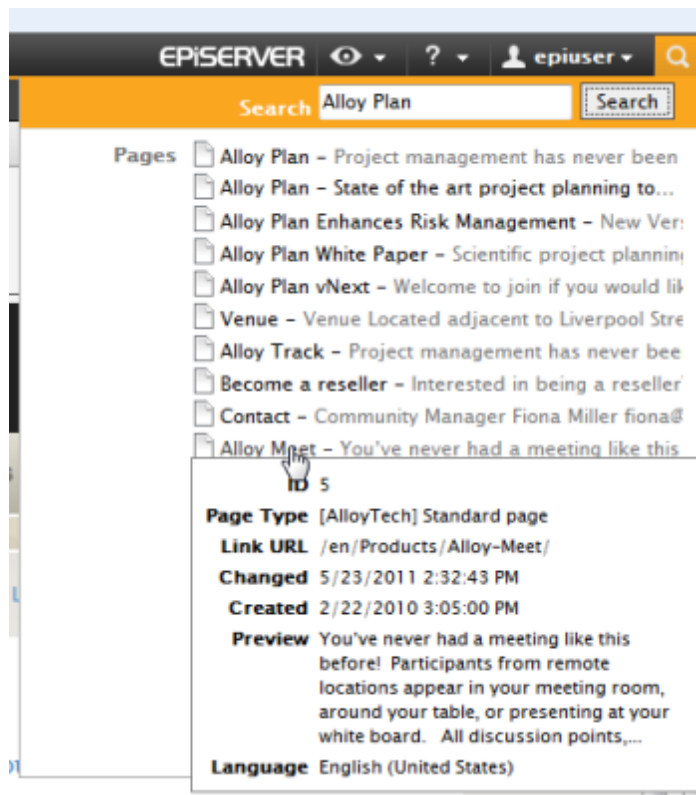 EPiSERVER ? epiuser
Search Alloy Plan Search
Pages Alloy Plan – Project management has never been
Alloy Plan – State of the art project planning to...
Alloy Plan Enhances Risk Management – New
Alloy Plan White Paper – Scientific project planning
Alloy Plan vNext – Welcome to join if you would
Venue – Venue Located adjacent to Liverpool
Alloy Track – Project management has never
Become a reseller – Interested in being a reseller
Contact – Community Manager Fiona Miller fiona@
Alloy Meet – You've never had a meeting like this
ID 5
Page Type [AlloyTech] Standard page
Link URL /en/Products/Alloy-Meet/
Changed 5/23/2011 2:32:43 PM
Created 2/22/2010 3:05:00 PM
Preview You've never had a meeting like this
before! Participants from remote
locations appear in your meeting room,
around your table, or presenting at your
white board. All discussion points,...
Language English (United States)